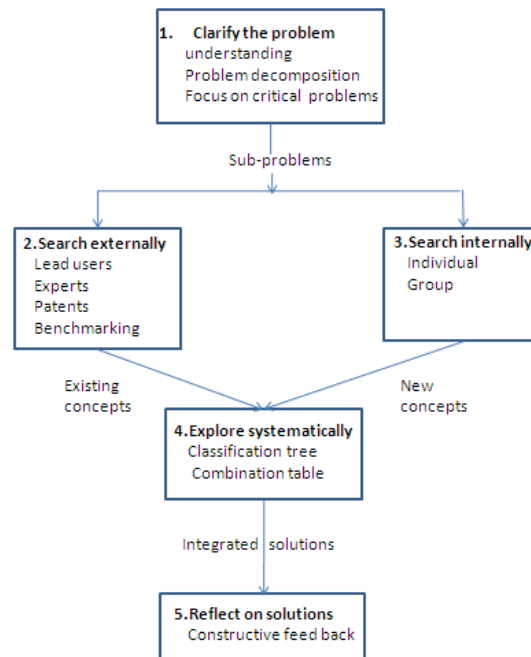 1. Clarify the problem
understanding
Problem decomposition
Focus on critical problems
Sub-problems
2.Search externally
Lead users
Experts
Patents
Benchmarking
3.Search internally
Individual
Group
Existing
concepts
New
concepts
4.Explore systematically
Classification tree
Combination table
Integrated solutions
5.Reflect on solutions
Constructive feed back